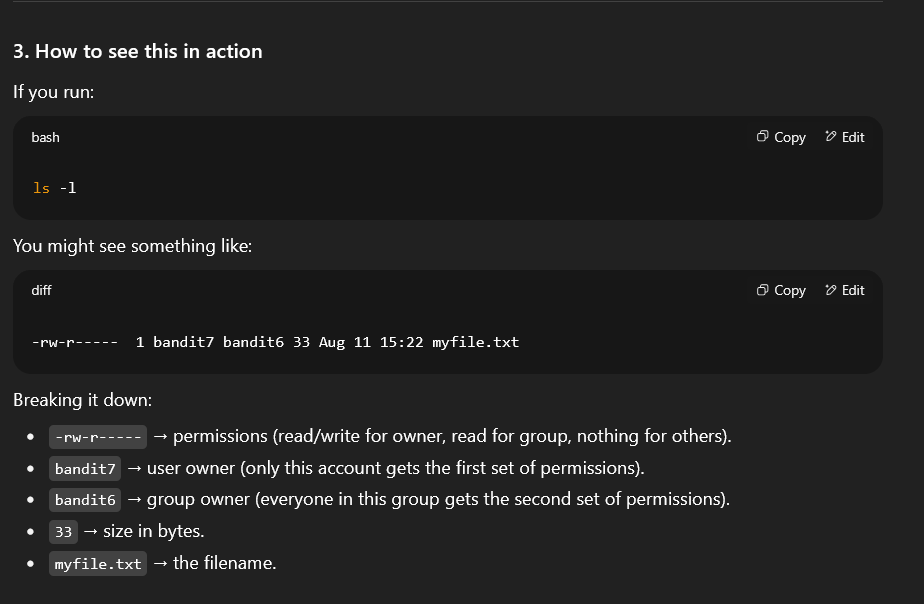 3. How to see this in action
If you run:
bash
Copy
Edit
ls -l
You might see something like:
diff
Copy
Edit
-rw-r-----  1 bandit7 bandit6 33 Aug 11 15:22 myfile.txt
Breaking it down:
• -rw-r----- → permissions (read/write for owner, read for group, nothing for others).
• bandit7 → user owner (only this account gets the first set of permissions).
• bandit6 → group owner (everyone in this group gets the second set of permissions).
• 33 → size in bytes.
• myfile.txt → the filename.